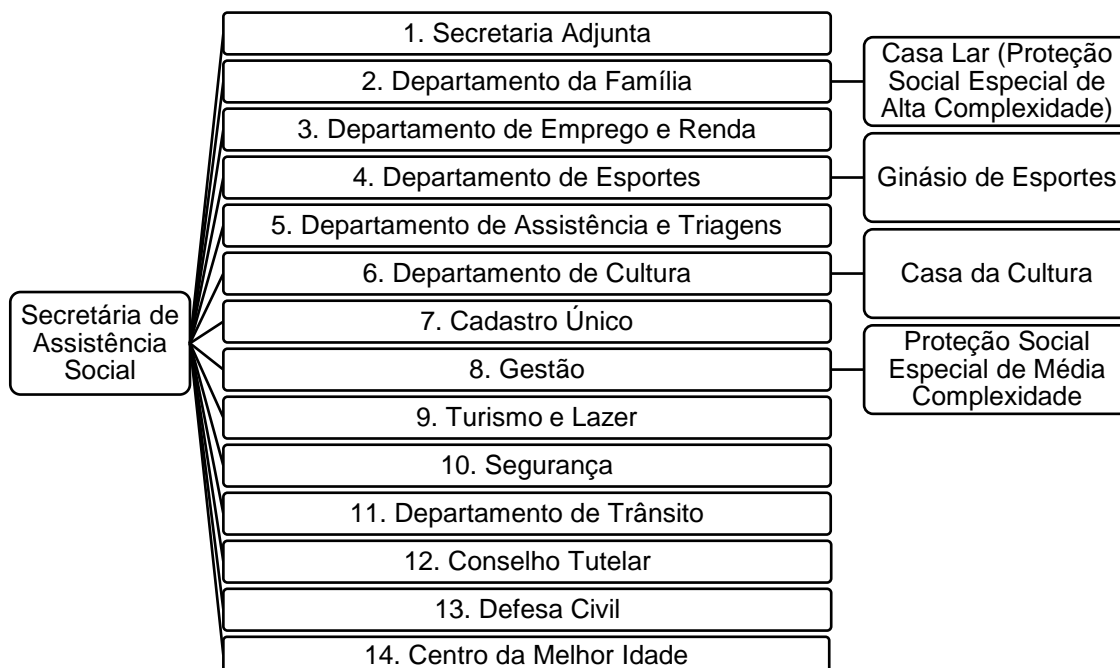 Secretária de
Assistência
Social
1. Secretaria Adjunta
2. Departamento da Família
Casa Lar (Proteção
Social Especial de
Alta Complexidade)
3. Departamento de Emprego e Renda
4. Departamento de Esportes
Ginásio de Esportes
5. Departamento de Assistência e Triagens
6. Departamento de Cultura
Casa da Cultura
7. Cadastro Único
8. Gestão
Proteção Social
Especial de Média
Complexidade
9. Turismo e Lazer
10. Segurança
11. Departamento de Trânsito
12. Conselho Tutelar
13. Defesa Civil
14. Centro da Melhor Idade